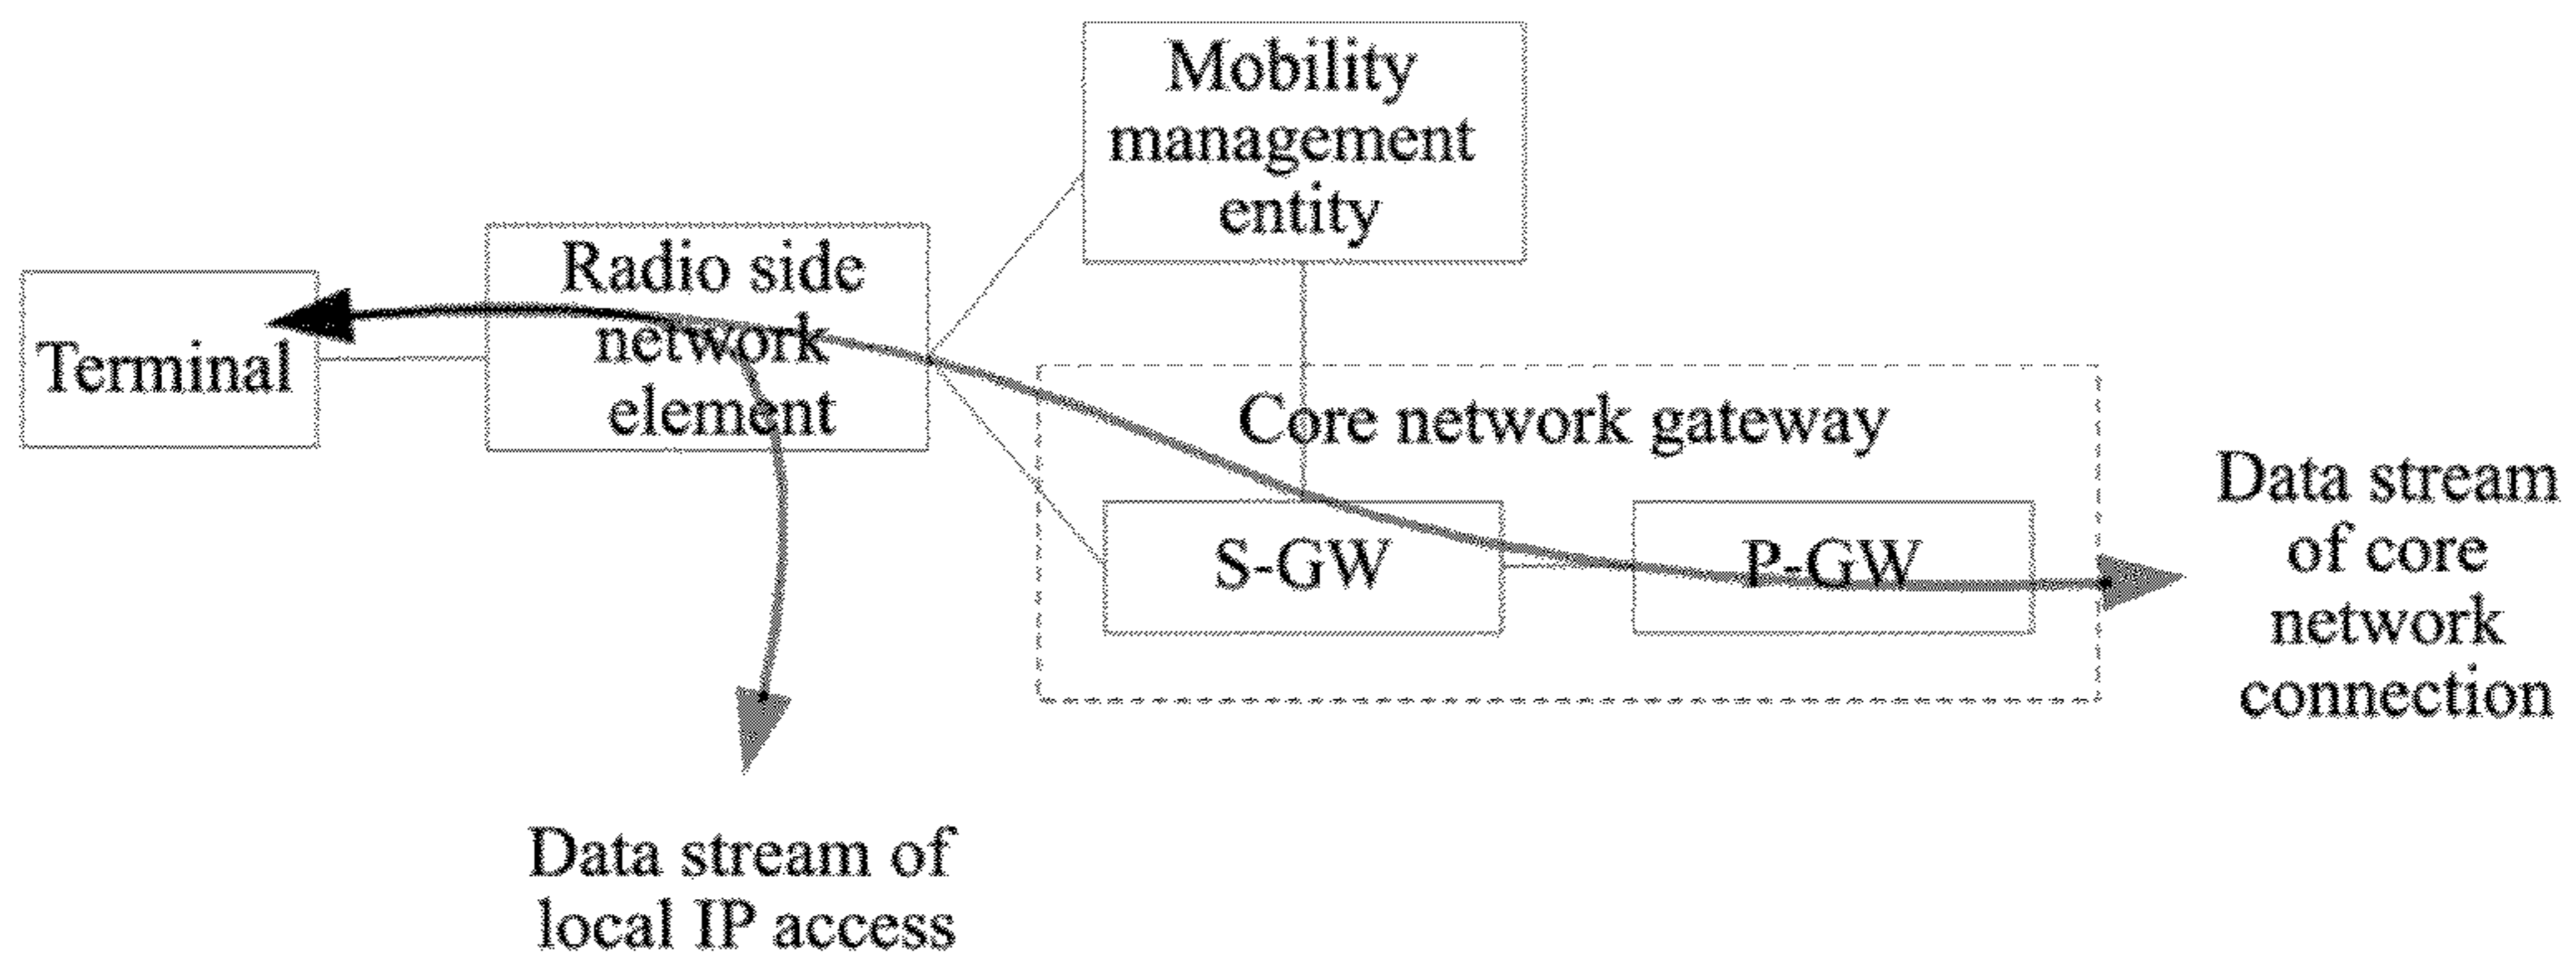 Mobility
management
entity
Radio side
network
element
Terminal
Core network gateway
S-GW
P-GW
Data stream
of core
network
connection
Data stream of
local IP access